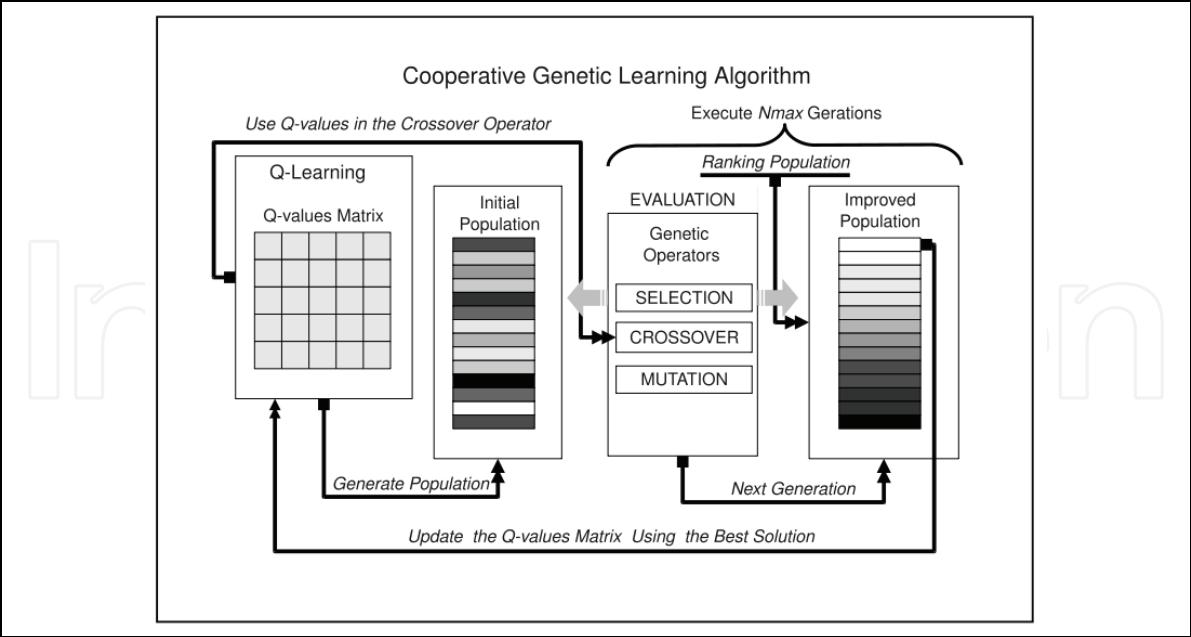 Cooperative Genetic Learning Algorithm
Use Q-values in the Crossover Operator
Execute Nmax Gerations
Ranking Population
Q-Learning
Q-values Matrix
Initial
Population
EVALUATION
Genetic
Operators
SELECTION
CROSSOVER
MUTATION
Improved
Population
Generate Population
Next Generation
Update the Q-values Matrix Using the Best Solution